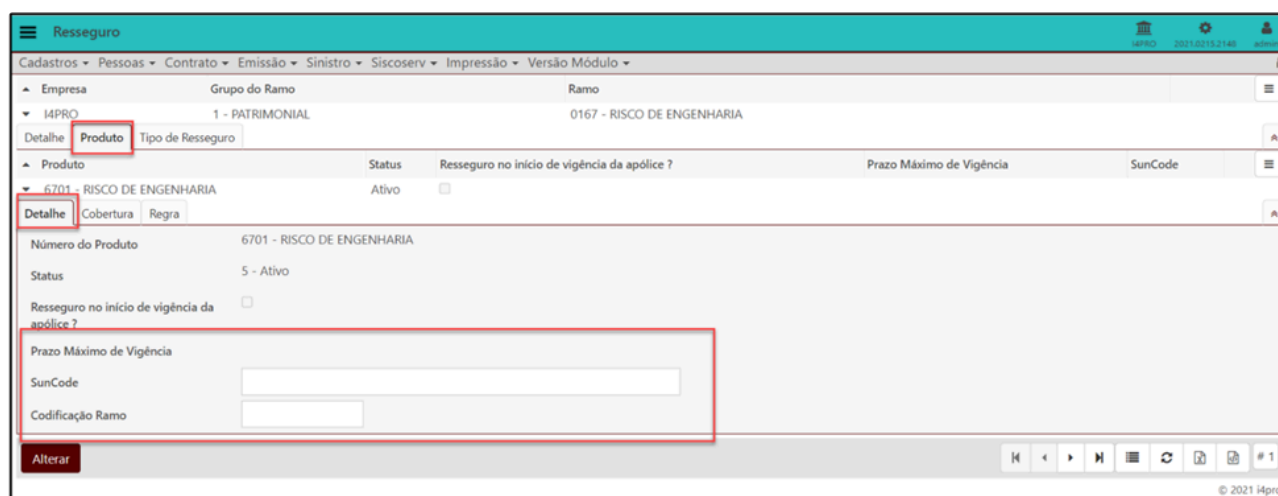 Resseguro I4PRO 2021.0215.2148 admin
Cadastros Pessoas Contrato Emissão Sinistro Siscoserv Impressão Versão Módulo
Empresa Grupo do Ramo Ramo
I4PRO 1 - PATRIMONIAL 0167 - RISCO DE ENGENHARIA
Detalhe Produto Tipo de Resseguro
Produto Status Resseguro no início de vigência da apólice ? Prazo Máximo de Vigência SunCode
6701 - RISCO DE ENGENHARIA Ativo
Detalhe Cobertura Regra
Número do Produto 6701 - RISCO DE ENGENHARIA
Status 5 - Ativo
Resseguro no início de vigência da
apólice ?
Prazo Máximo de Vigência
SunCode
Codificação Ramo
Alterar # 1
© 2021 i4pro